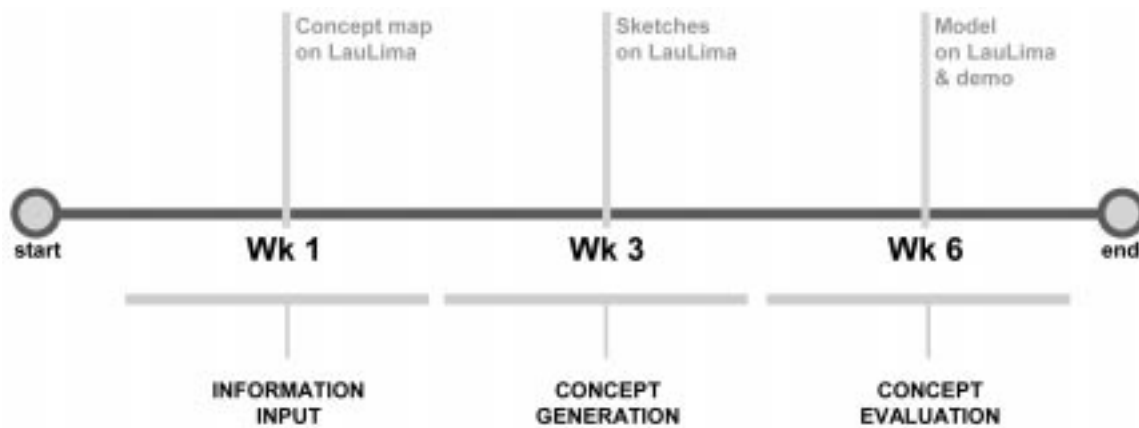 Concept map
on LauLima
Sketches
on LauLima
Model
on LauLima
& demo
start
Wk 1
Wk 3
Wk 6
end
INFORMATION
INPUT
CONCEPT
GENERATION
CONCEPT
EVALUATION